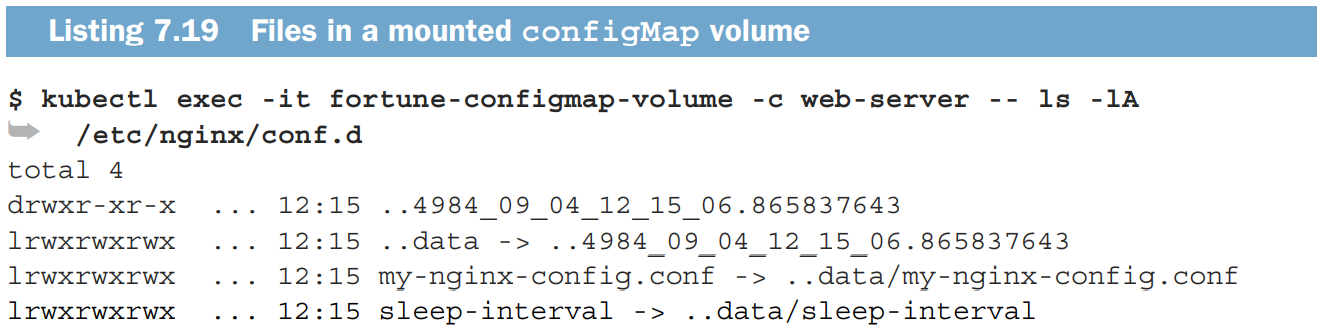 Listing 7.19 Files in a mounted configMap volume
$ kubectl exec -it fortune-configmap-volume -c web-server -- ls -lA
➥ /etc/nginx/conf.d
total 4
drwxr-xr-x ... 12:15 ..4984_09_04_12_15_06.865837643
lrwxrwxrwx ... 12:15 ..data -> ..4984_09_04_12_15_06.865837643
lrwxrwxrwx ... 12:15 my-nginx-config.conf -> ..data/my-nginx-config.conf
lrwxrwxrwx ... 12:15 sleep-interval -> ..data/sleep-interval